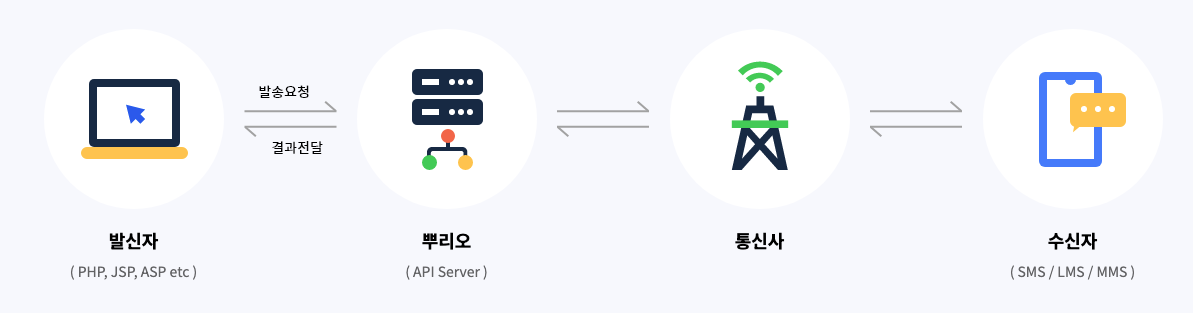 발송요청
결과전달
발신자
뿌리오
통신사
수신자
( PHP, JSP, ASP etc )
( API Server )
( SMS / LMS / MMS )